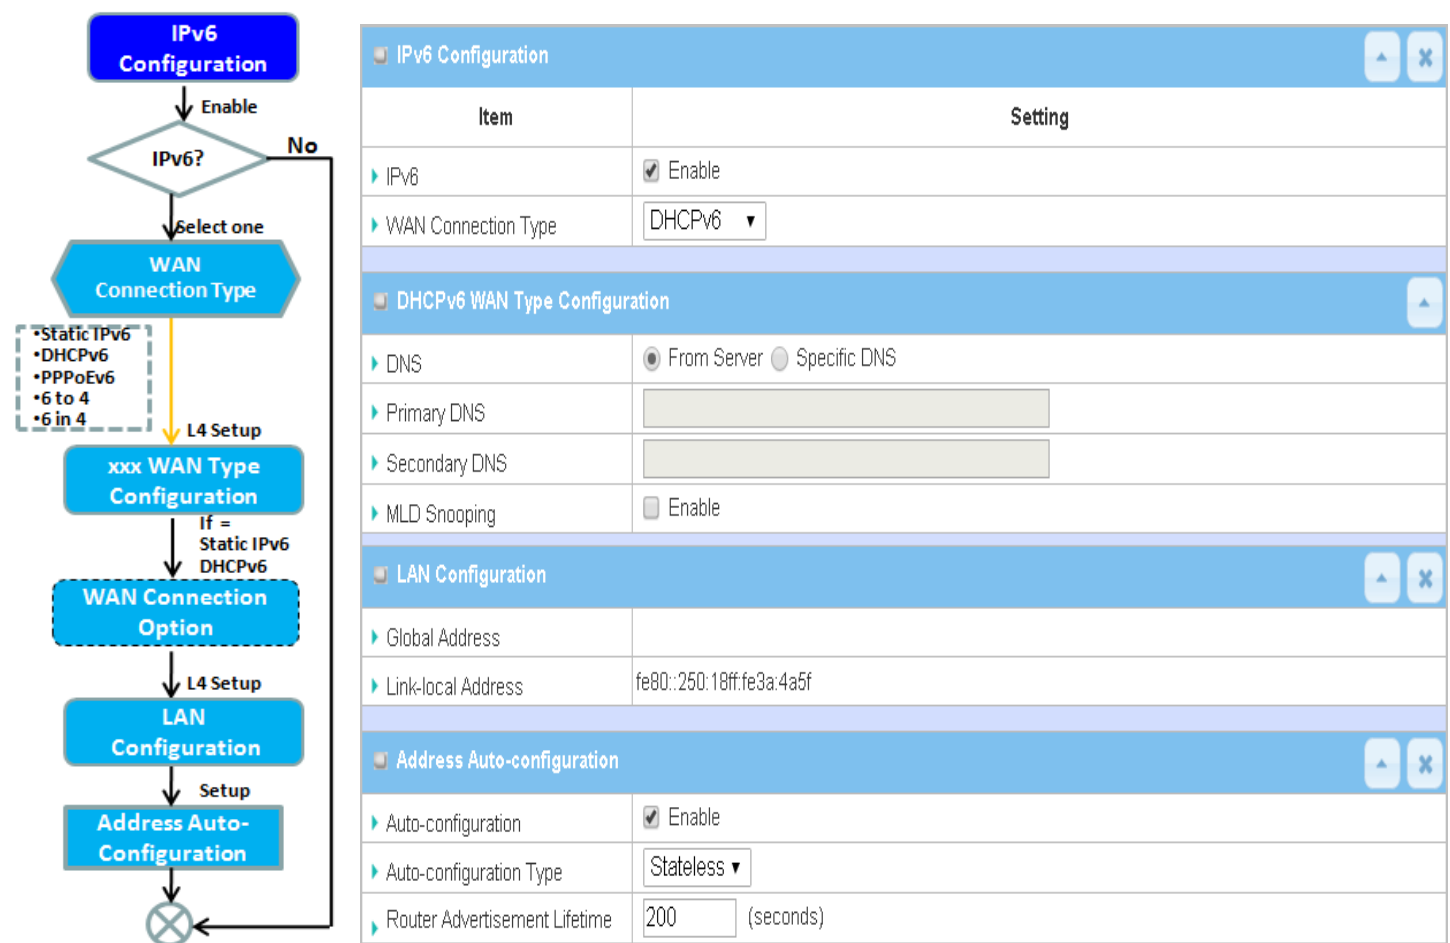 IPv6
Configuration
Enable
IPv6?
No
Select one
WAN
Connection Type
•Static IPv6
•DHCPv6
•PPPoEv6
•6 to 4
•6 in 4
L4 Setup
xxx WAN Type
Configuration
If =
Static IPv6
DHCPv6
WAN Connection
Option
L4 Setup
LAN
Configuration
Setup
Address Auto-
Configuration
IPv6 Configuration
Item Setting
IPv6 Enable
WAN Connection Type DHCPv6
DHCPv6 WAN Type Configuration
DNS From Server Specific DNS
Primary DNS
Secondary DNS
MLD Snooping Enable
LAN Configuration
Global Address
Link-local Address fe80::250:18ff:fe3a:4a5f
Address Auto-configuration
Auto-configuration Enable
Auto-configuration Type Stateless
Router Advertisement Lifetime 200 (seconds)